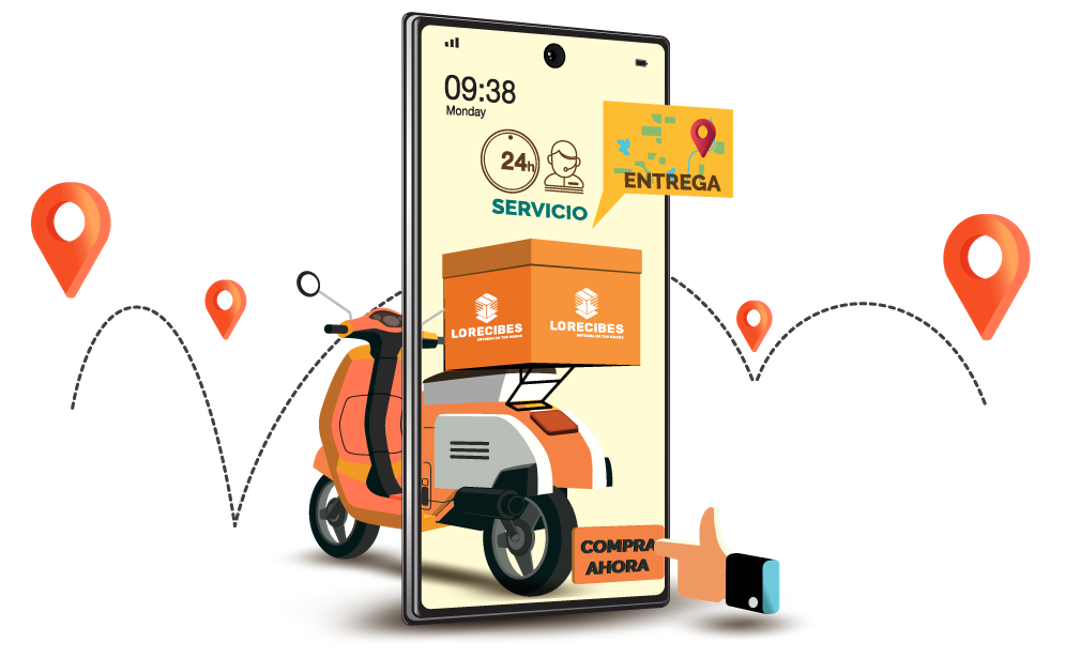 09:38
Monday
24h
SERVICIO
ENTREGA
LORECIBES
LORECIBES
COMPRA
AHORA